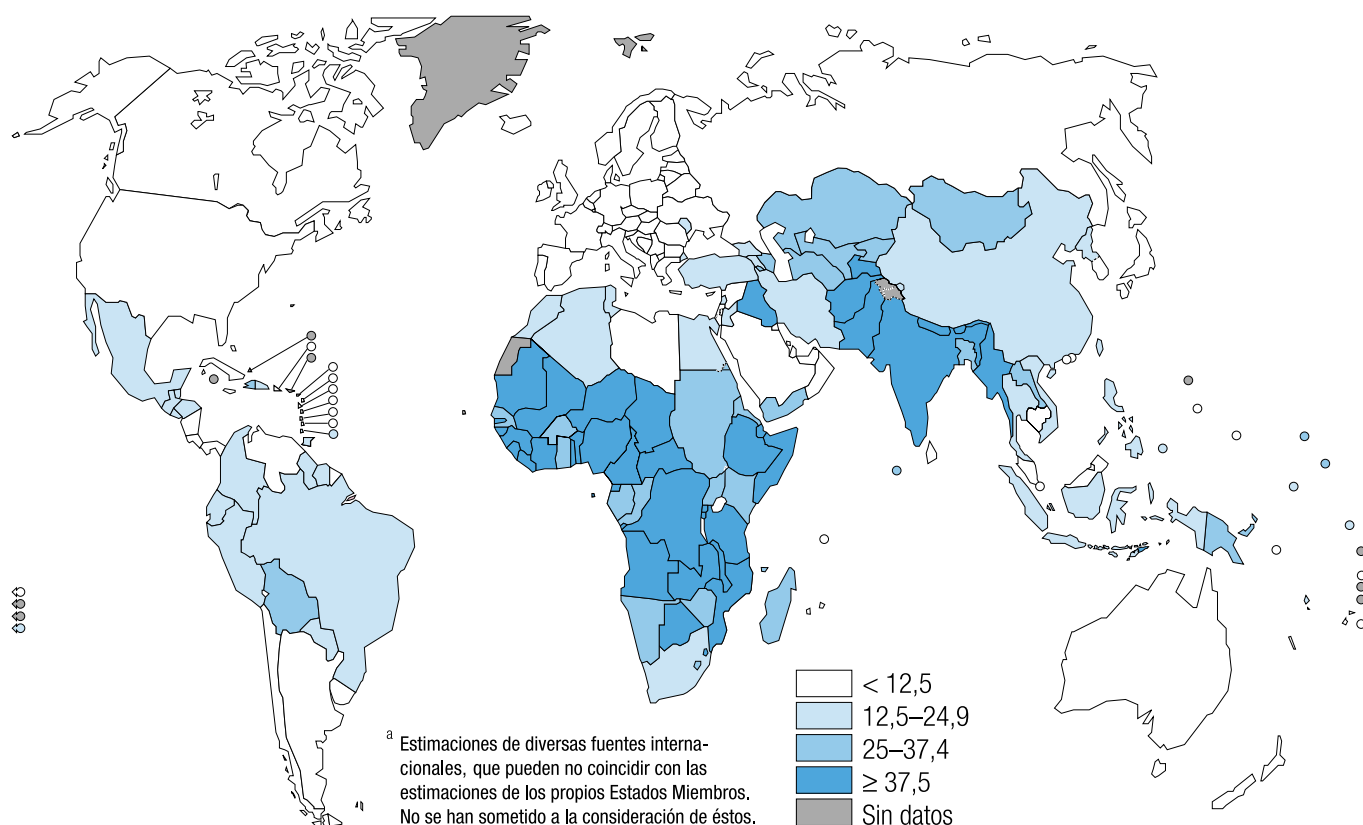 < 12,5
12,5–24,9
25–37,4
≥ 37,5
Sin datos
a Estimaciones de diversas fuentes interna-
cionales, que pueden no coincidir con las
estimaciones de los propios Estados Miembros.
No se han sometido a la consideración de éstos.